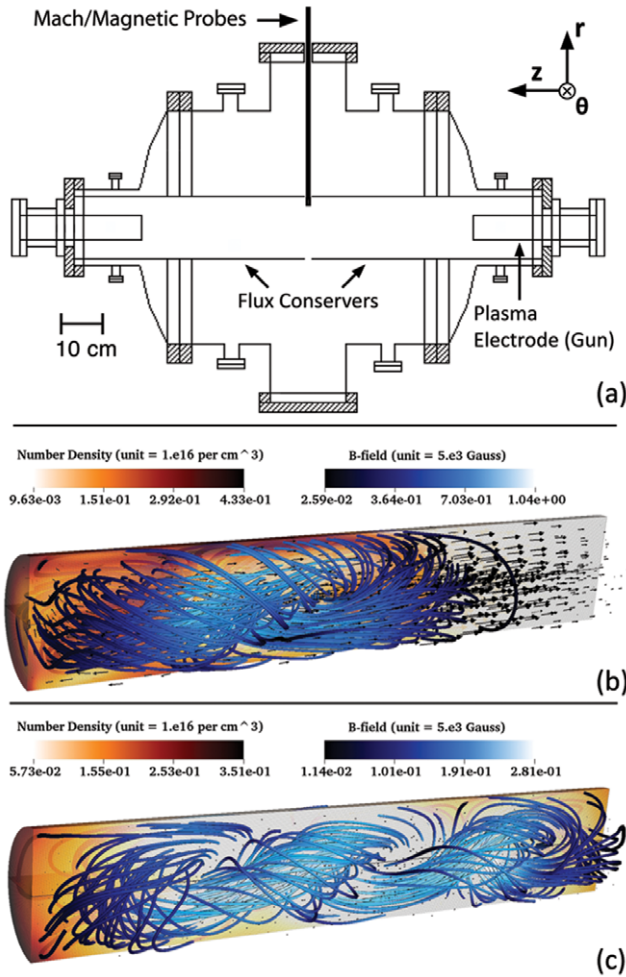 Mach/Magnetic Probes
r
z
θ
Flux Conservers
Plasma
Electrode (Gun)
10 cm
(a)
Number Density (unit = 1.e16 per cm^3)
B-field (unit = 5.e3 Gauss)
9.63e-03 1.51e-01 2.92e-01 4.33e-01
2.59e-02 3.64e-01 7.03e-01 1.04e+00
(b)
Number Density (unit = 1.e16 per cm^3)
B-field (unit = 5.e3 Gauss)
5.73e-02 1.55e-01 2.53e-01 3.51e-01
1.14e-02 1.01e-01 1.91e-01 2.81e-01
(c)